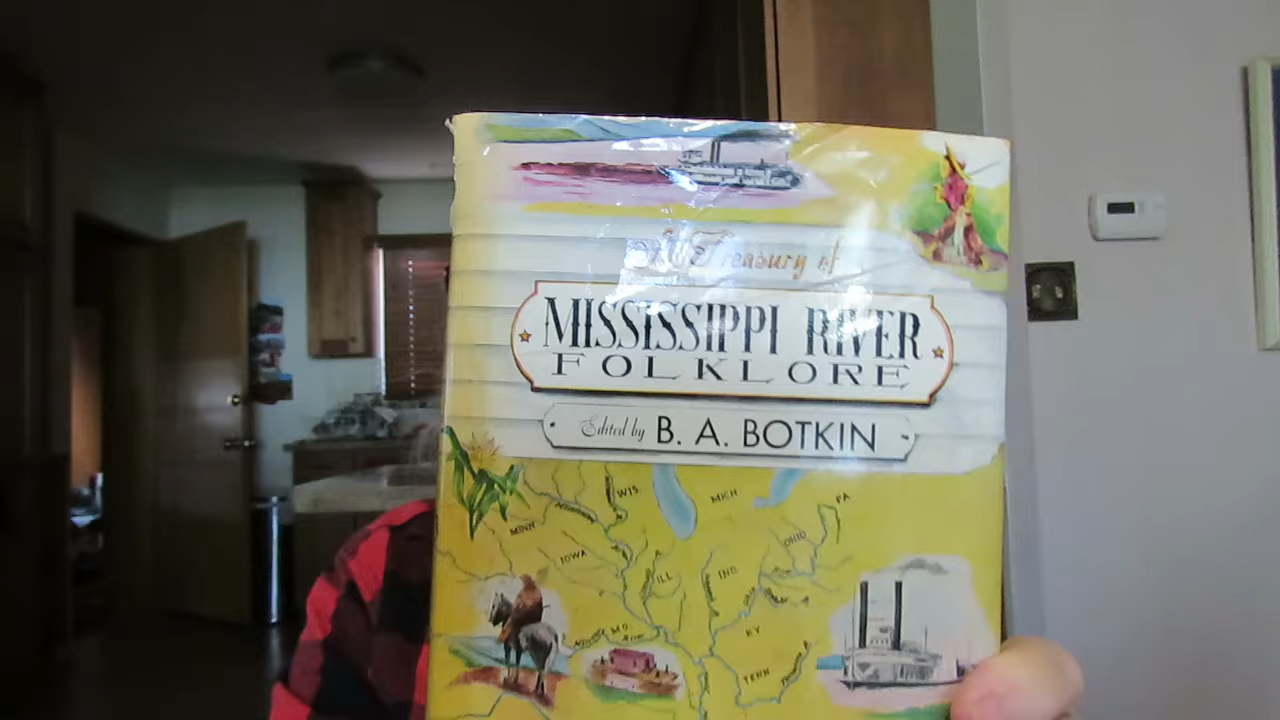 A Treasury of
MISSISSIPPI RIVER
FOLKLORE
Edited by B. A. BOTKIN
WIS.
MICH
PA
MINN
OHIO
IOWA
ILL
IND.
MO.
River
KY
TENN